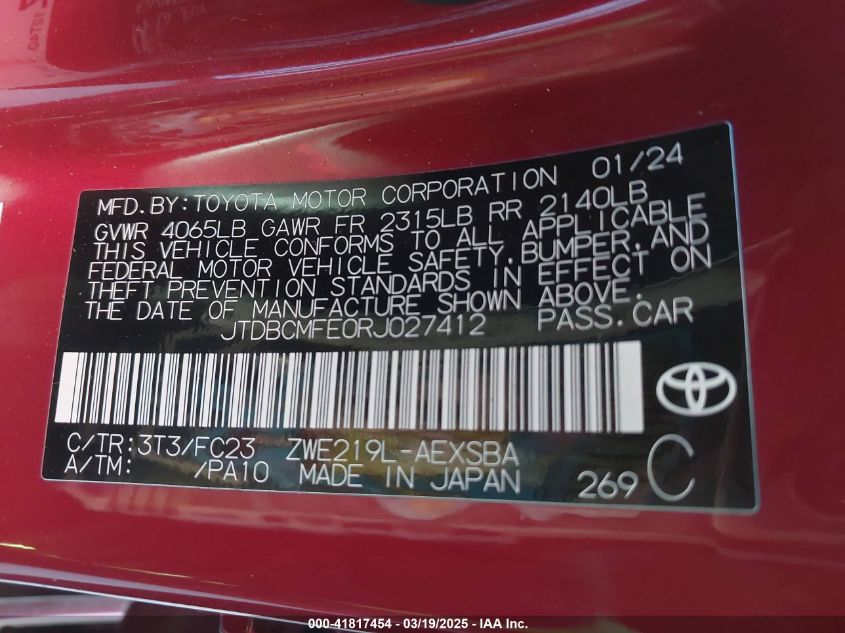 MFD.BY:TOYOTA MOTOR CORPORATION 01/24
GVWR 4065LB GAWR FR 2315LB RR 2140LB
THIS VEHICLE CONFORMS TO ALL APPLICABLE
FEDERAL MOTOR VEHICLE SAFETY,BUMPER,AND
THEFT PREVENTION STANDARDS IN EFFECT ON
THE DATE OF MANUFACTURE SHOWN ABOVE.
JTDBCMFE0RJ027412 PASS.CAR
C/TR:3T3/FC23 ZWE219L-AEXSBA
A/TM: /PA10 MADE IN JAPAN 269 C
000-41817454 - 03/19/2025 - IAA Inc.